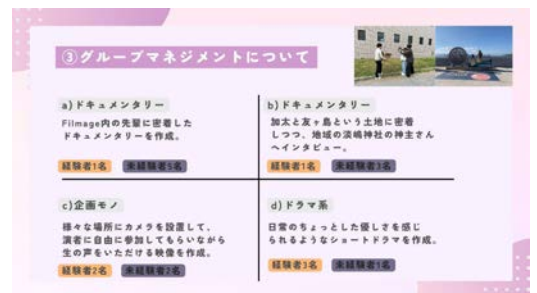 ③グループマネジメントについて
a)ドキュメンタリー
Filmage内の先輩に密着した
ドキュメンタリーを作成。
経験者1名 未経験者5名
b)ドキュメンタリー
加太と友ヶ島という土地に密着
しつつ、地域の淡嶋神社の神主さん
へインタビュー。
経験者1名 未経験者3名
c)企画モノ
様々な場所にカメラを設置して、
演者に自由に参加してもらいながら
生の声をいただける映像を作成。
経験者2名 未経験者2名
d)ドラマ系
日常のちょっとした優しさを感じ
られるようなショートドラマを作成。
経験者3名 未経験者1名